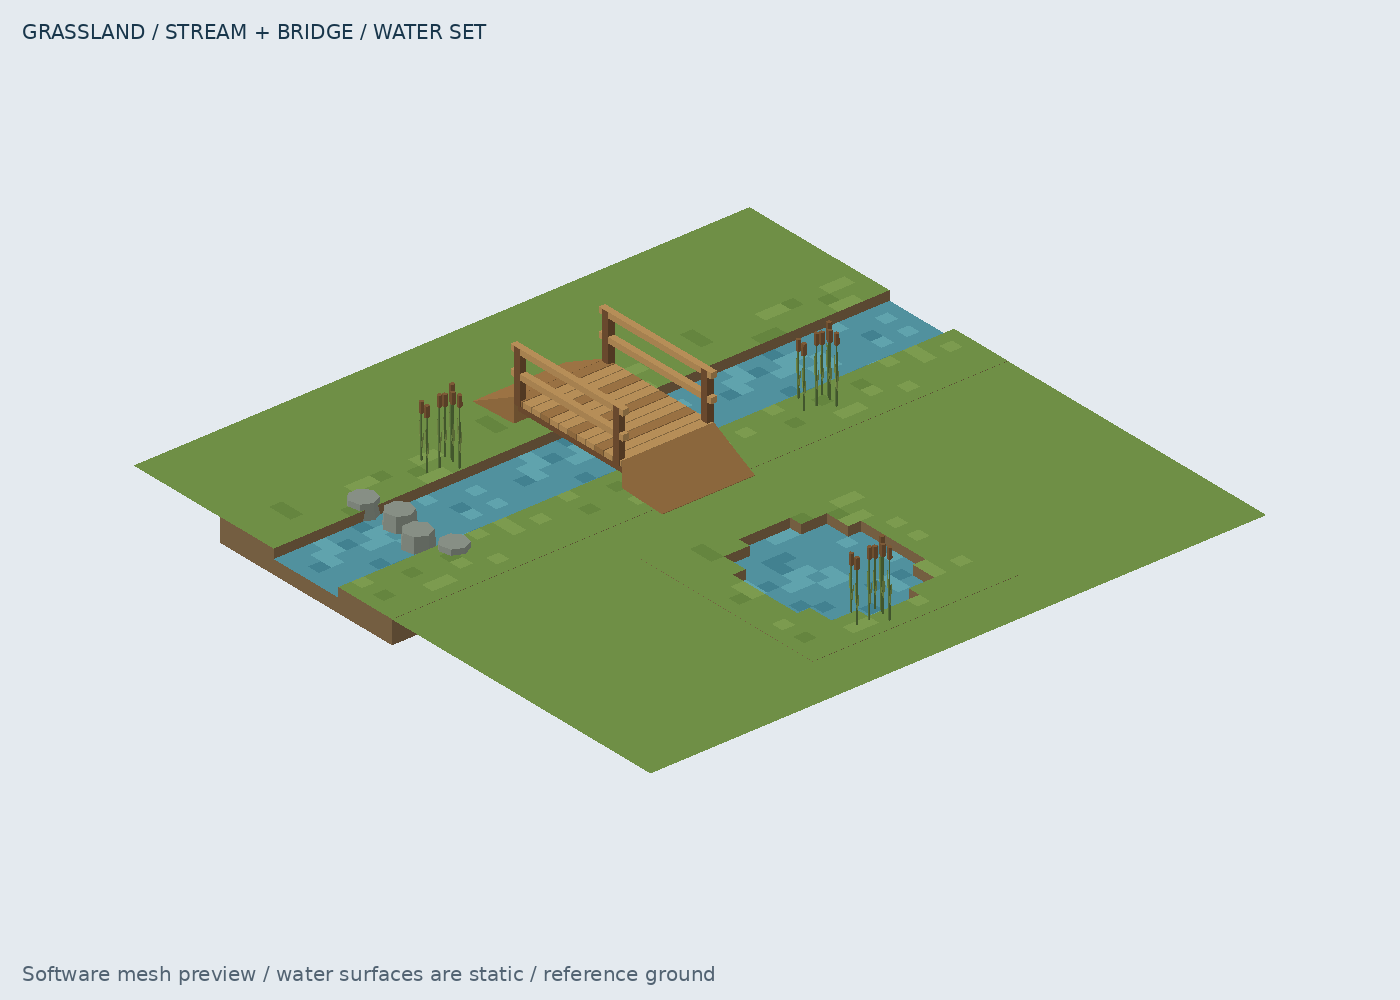 GRASSLAND / STREAM + BRIDGE / WATER SET
Software mesh preview / water surfaces are static / reference ground